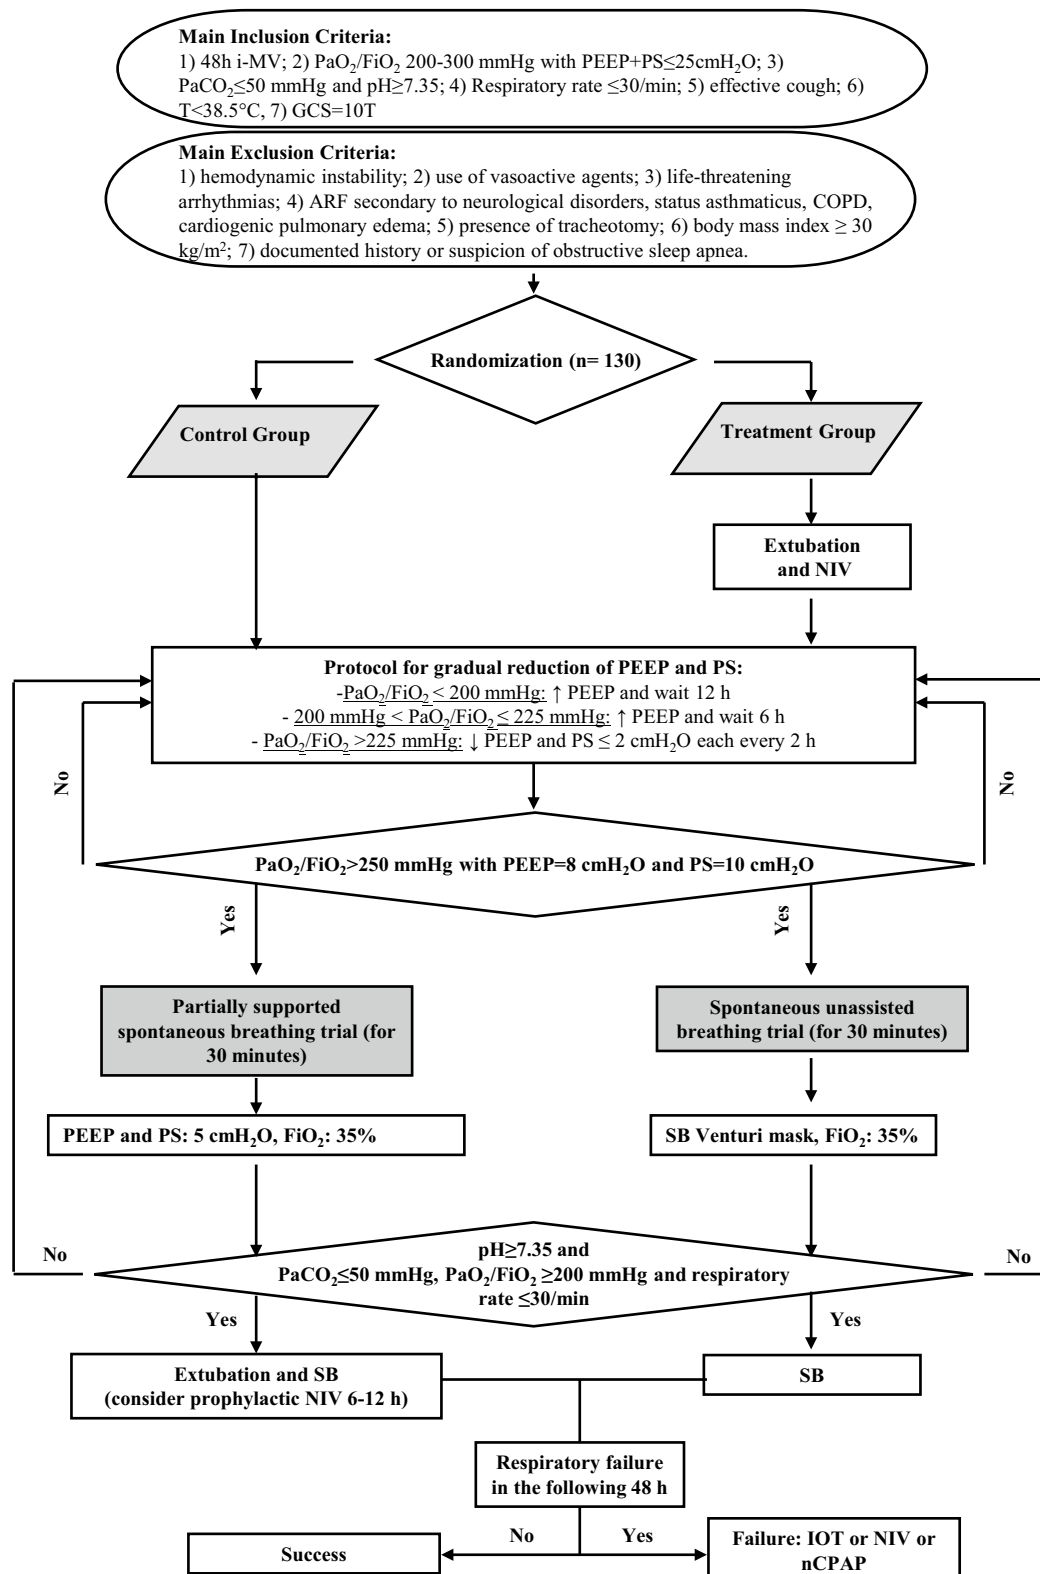 Main Inclusion Criteria:
1) 48h i-MV; 2) PaO₂/FiO₂ 200-300 mmHg with PEEP+PS≤25cmH₂O; 3)
PaCO₂≤50 mmHg and pH≥7.35; 4) Respiratory rate ≤30/min; 5) effective cough; 6)
T<38.5°C, 7) GCS=10T
Main Exclusion Criteria:
1) hemodynamic instability; 2) use of vasoactive agents; 3) life-threatening
arrhythmias; 4) ARF secondary to neurological disorders, status asthmaticus, COPD,
cardiogenic pulmonary edema; 5) presence of tracheotomy; 6) body mass index ≥ 30
kg/m²; 7) documented history or suspicion of obstructive sleep apnea.
Randomization (n= 130)
Control Group
Treatment Group
Extubation
and NIV
Protocol for gradual reduction of PEEP and PS:
-PaO₂/FiO₂ < 200 mmHg: ↑ PEEP and wait 12 h
- 200 mmHg < PaO₂/FiO₂ ≤ 225 mmHg: ↑ PEEP and wait 6 h
- PaO₂/FiO₂ >225 mmHg: ↓ PEEP and PS ≤ 2 cmH₂O each every 2 h
No
No
PaO₂/FiO₂>250 mmHg with PEEP=8 cmH₂O and PS=10 cmH₂O
Yes
Yes
Partially supported
spontaneous breathing trial (for
30 minutes)
Spontaneous unassisted
breathing trial (for 30 minutes)
PEEP and PS: 5 cmH₂O, FiO₂: 35%
SB Venturi mask, FiO₂: 35%
No
No
pH≥7.35 and
PaCO₂≤50 mmHg, PaO₂/FiO₂ ≥200 mmHg and respiratory
rate ≤30/min
Yes
Yes
Extubation and SB
(consider prophylactic NIV 6-12 h)
SB
Respiratory failure
in the following 48 h
No
Yes
Success
Failure: IOT or NIV or
nCPAP